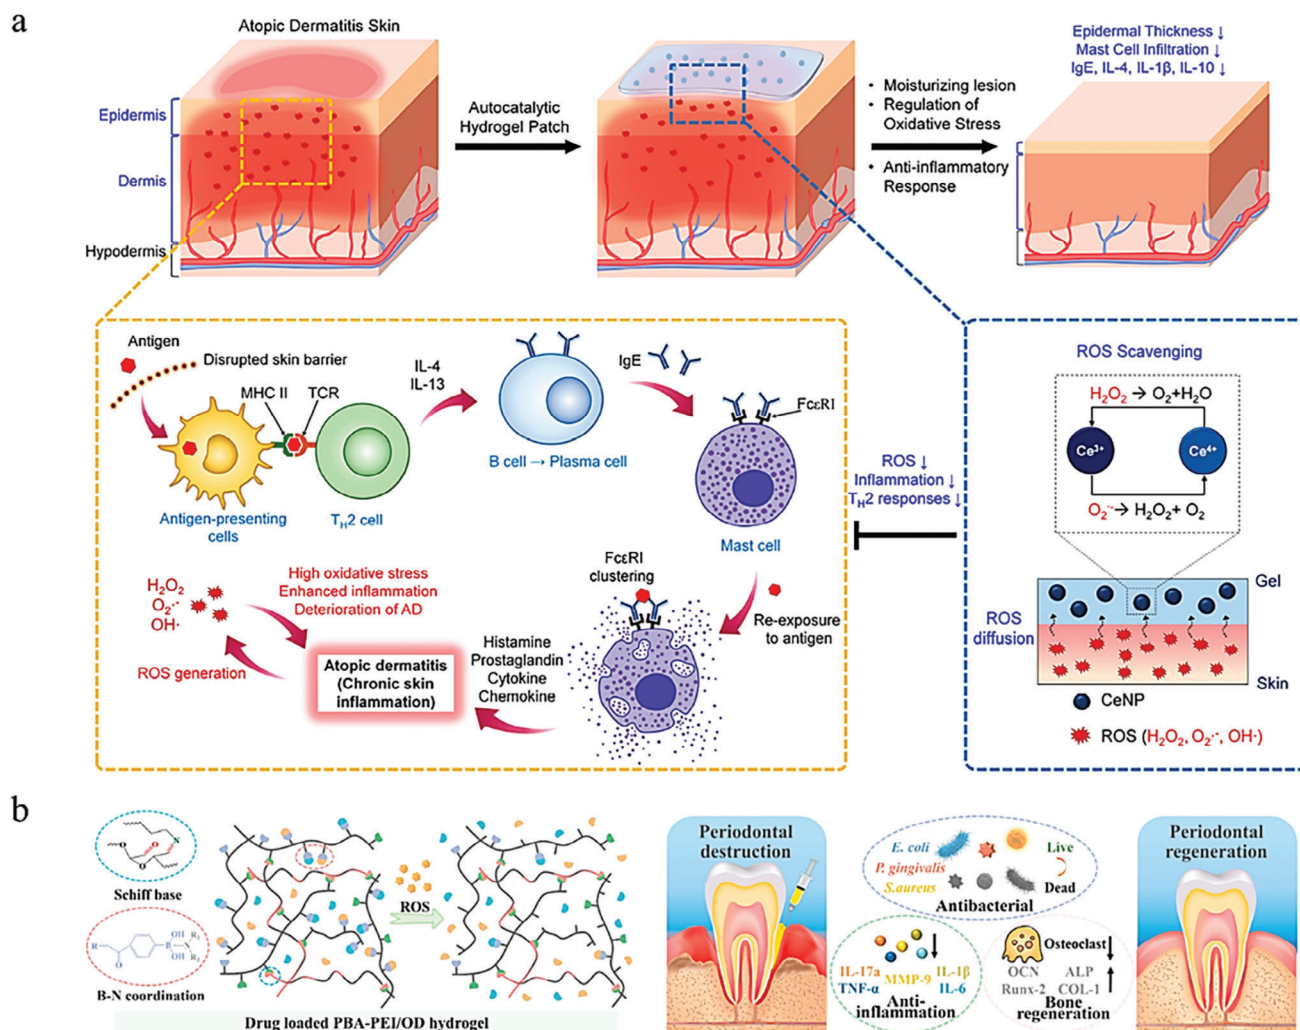 a
Atopic Dermatitis Skin
Epidermis
Dermis
Hypodermis
Autocatalytic
Hydrogel Patch
• Moisturizing lesion
• Regulation of
Oxidative Stress
• Anti-inflammatory
Response
Epidermal Thickness ↓
Mast Cell Infiltration ↓
IgE, IL-4, IL-1β, IL-10 ↓
Antigen
Disrupted skin barrier
MHC II
TCR
Antigen-presenting
cells
T_H2 cell
IL-4
IL-13
B cell → Plasma cell
IgE
FcεRI
Mast cell
Re-exposure
to antigen
FcεRI
clustering
Histamine
Prostaglandin
Cytokine
Chemokine
Atopic dermatitis
(Chronic skin
inflammation)
ROS generation
H₂O₂
O₂·⁻
OH·
High oxidative stress
Enhanced inflammation
Deterioration of AD
ROS ↓
Inflammation ↓
T_H2 responses ↓
ROS Scavenging
H₂O₂ → O₂+H₂O
Ce³⁺
Ce⁴⁺
O₂·⁻ → H₂O₂+ O₂
Gel
ROS
diffusion
Skin
CeNP
ROS (H₂O₂, O₂·⁻, OH·)
b
Schiff base
O
O
N
O
B-N coordination
R
O
OH
B
OH
N
R₁
R₂
ROS
Drug loaded PBA-PEI/OD hydrogel
Periodontal
destruction
E. coli
P. gingivalis
S.aureus
Live
Dead
Antibacterial
IL-17a
TNF-α
MMP-9
IL-1β
IL-6
Anti-
inflammation
Osteoclast
OCN
ALP
Runx-2
COL-1
Bone
regeneration
Periodontal
regeneration